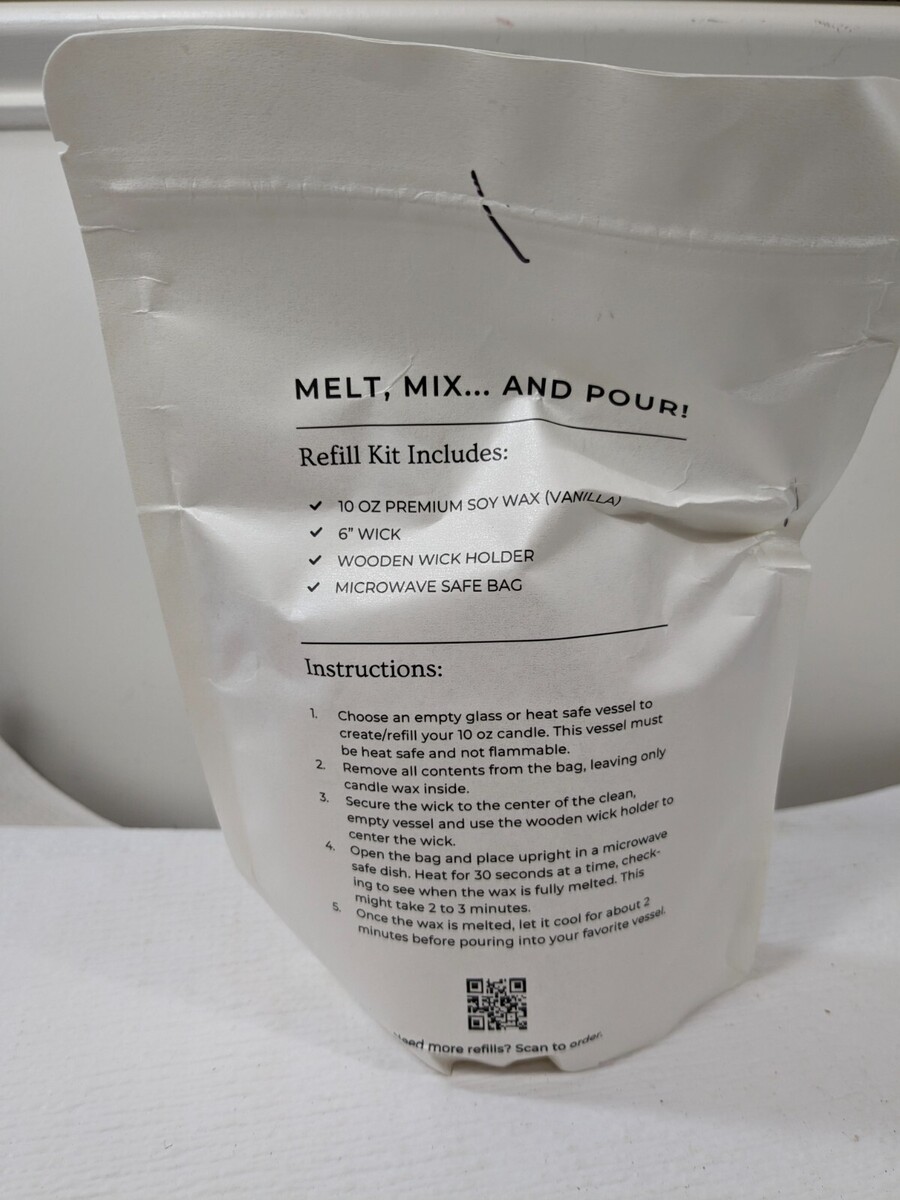 MELT, MIX... AND POUR!
Refill Kit Includes:
✓ 10 OZ PREMIUM SOY WAX (VANILLA)
✓ 6” WICK
✓ WOODEN WICK HOLDER
✓ MICROWAVE SAFE BAG
Instructions:
1. Choose an empty glass or heat safe vessel to
create/refill your 10 oz candle. This vessel must
be heat safe and not flammable.
2. Remove all contents from the bag, leaving only
candle wax inside.
3. Secure the wick to the center of the clean,
empty vessel and use the wooden wick holder to
center the wick.
4. Open the bag and place upright in a microwave
safe dish. Heat for 30 seconds at a time, check-
ing to see when the wax is fully melted. This
might take 2 to 3 minutes.
5. Once the wax is melted, let it cool for about 2
minutes before pouring into your favorite vessel.
Need more refills? Scan to order.